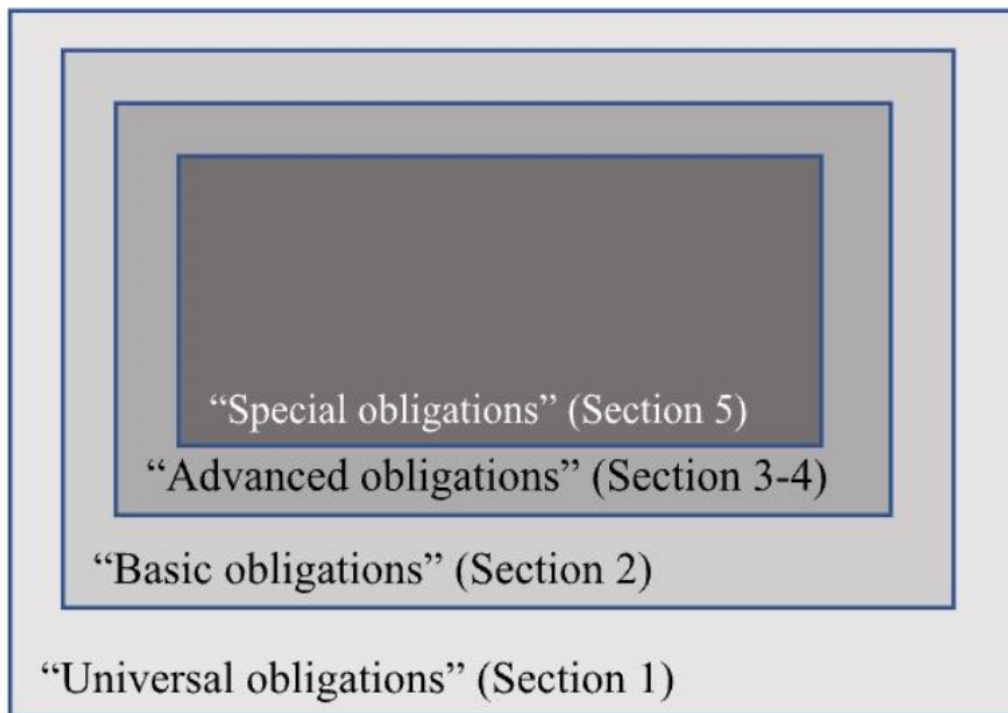 “Special obligations” (Section 5)
“Advanced obligations” (Section 3-4)
“Basic obligations” (Section 2)
“Universal obligations” (Section 1)